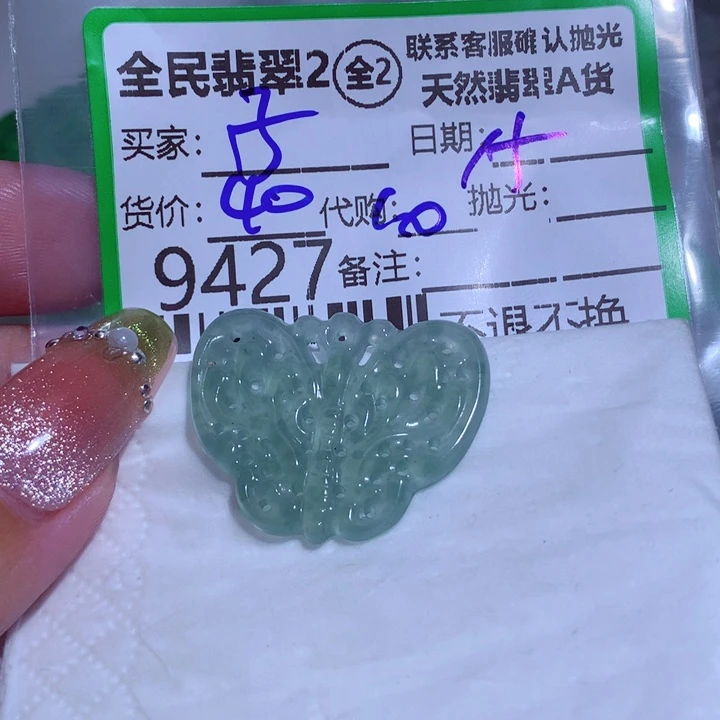 全民翡翠2 全2 联系客服确认抛光
天然翡翠A货
买家: 日期:
货价: 40 代购: 抛光:
9427 备注:
不退不换